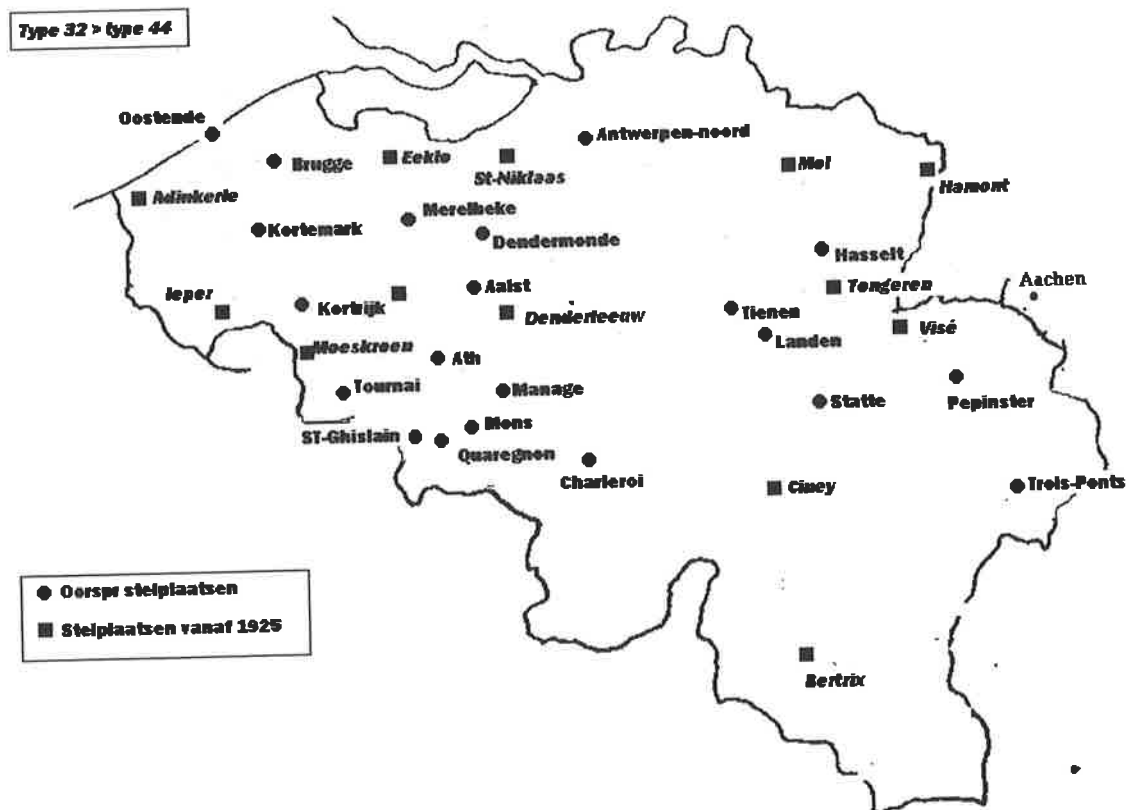 Type 32 > type 44
Oostende
Antwerpen-noord
Brugge
Eeklo
St-Niklaas
Mol
Hamont
Adinkerke
Merelbeke
Kortemark
Dendermonde
Hasselt
Aachen
Aalst
Tongeren
Ieper
Kortrijk
Denderleeuw
Tienen
Landen
Visé
Moeskroen
Ath
Tournai
Manage
Statte
Pepinster
Mons
ST-Ghislain
Quaregnon
Charleroi
Ciney
Trois-Ponts
Oorspr stelplaatsen
Stelplaatsen vanaf 1925
Bertrix